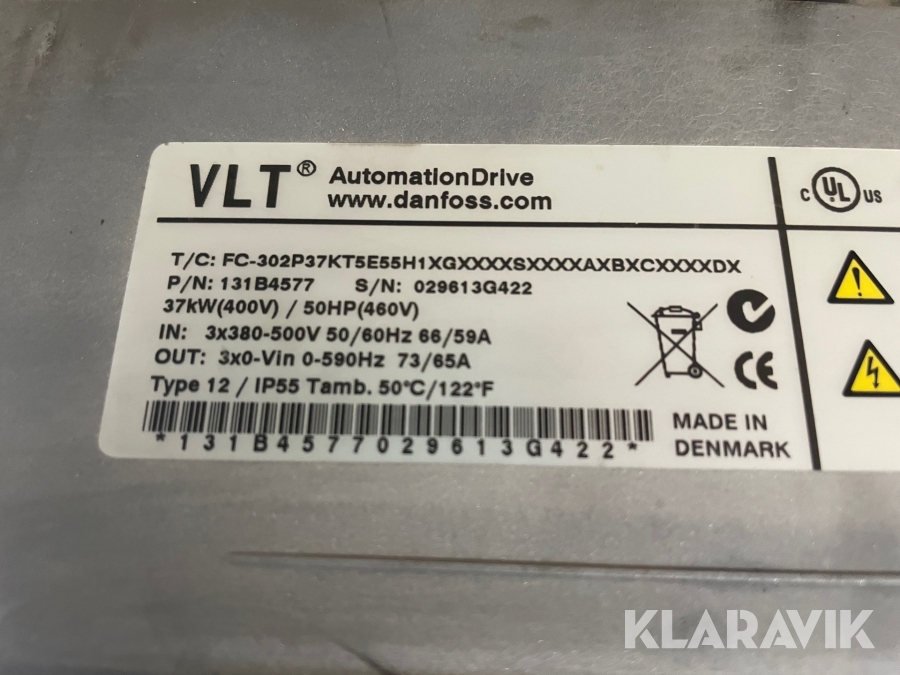 VLT® AutomationDrive
www.danfoss.com
C UL US
T/C: FC-302P37KT5E55H1XGXXXXSXXXXAXBXCXXXXDX
P/N: 131B4577 S/N: 029613G422
37kW(400V) / 50HP(460V)
IN: 3x380-500V 50/60Hz 66/59A
OUT: 3x0-Vin 0-590Hz 73/65A
Type 12 / IP55 Tamb. 50°C/122°F
CE
*131B4577029613G422*
MADE IN
DENMARK
KLARAVIK